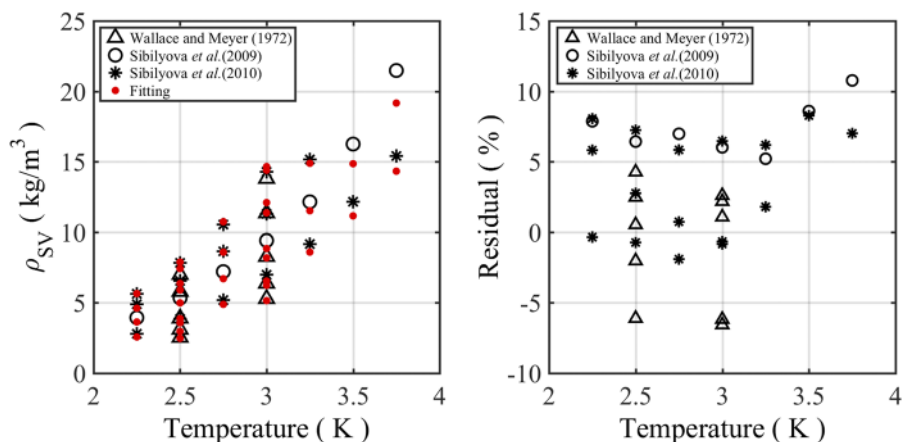 25
20
15
10
5
0
ρSV ( kg/m3 )
Wallace and Meyer (1972)
Sibilyova et al.(2009)
Sibilyova et al.(2010)
Fitting
2 2.5 3 3.5 4
Temperature ( K )
15
10
5
0
-5
-10
Residual ( % )
Wallace and Meyer (1972)
Sibilyova et al.(2009)
Sibilyova et al.(2010)
2 2.5 3 3.5 4
Temperature ( K )